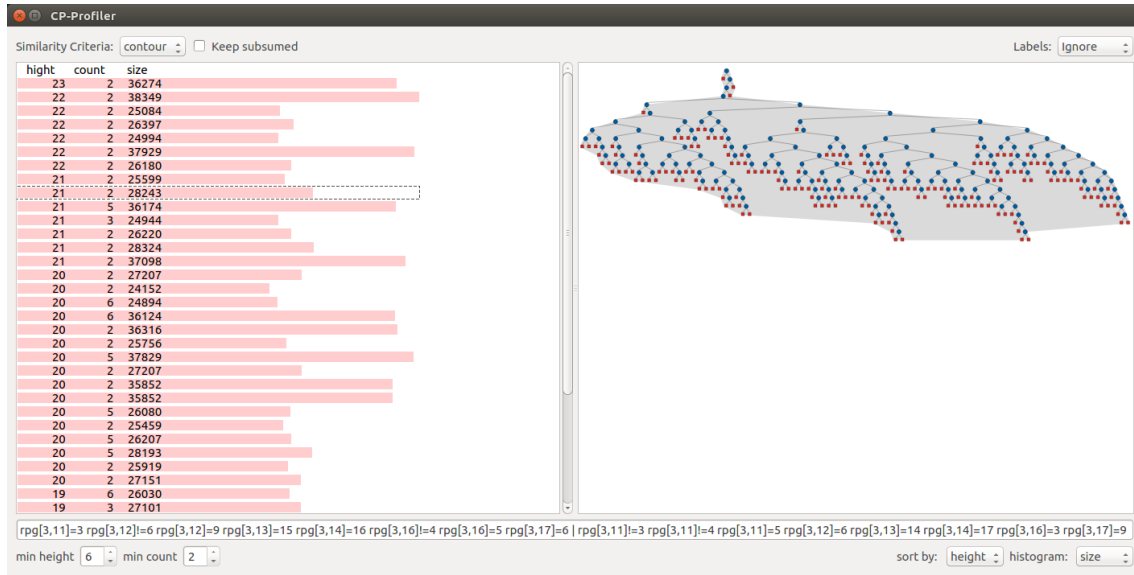 CP-Profiler
Similarity Criteria: contour Keep subsumed Labels: Ignore
hight count size
23 2 36274
22 2 38349
22 2 25084
22 2 26397
22 2 24994
22 2 37929
22 2 26180
21 2 25599
21 2 28243
21 5 36174
21 3 24944
21 2 26220
21 2 28324
21 2 37098
20 2 27207
20 2 24152
20 6 24894
20 6 36124
20 2 36316
20 2 25756
20 5 37829
20 2 27207
20 2 35852
20 2 35852
20 5 26080
20 2 25459
20 5 26207
20 5 28193
20 2 25919
20 2 27151
19 6 26030
19 3 27101
rpg[3,11]=3 rpg[3,12]!=6 rpg[3,12]=9 rpg[3,13]=15 rpg[3,14]=16 rpg[3,16]!=4 rpg[3,16]=5 rpg[3,17]=6 | rpg[3,11]!=3 rpg[3,11]!=4 rpg[3,11]=5 rpg[3,12]=6 rpg[3,13]=14 rpg[3,14]=17 rpg[3,16]=3 rpg[3,17]=9
min height 6 min count 2 sort by: height histogram: size